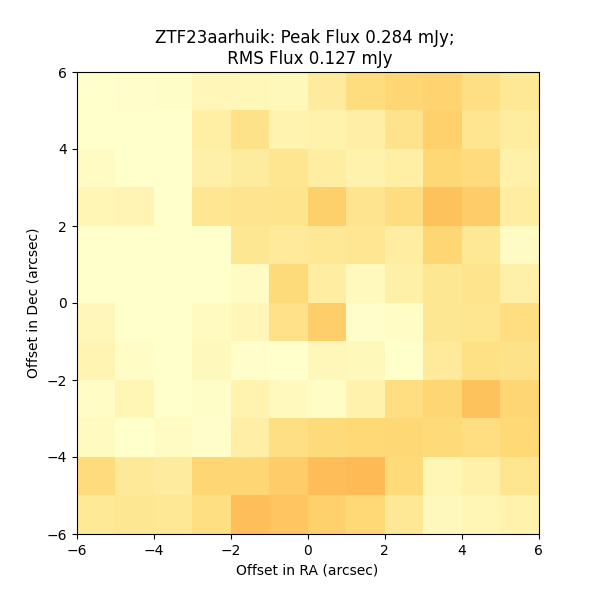 ZTF23aarhuik: Peak Flux 0.284 mJy;
RMS Flux 0.127 mJy
6
4
2
0
−2
−4
−6
Offset in Dec (arcsec)
−6 −4 −2 0 2 4 6
Offset in RA (arcsec)